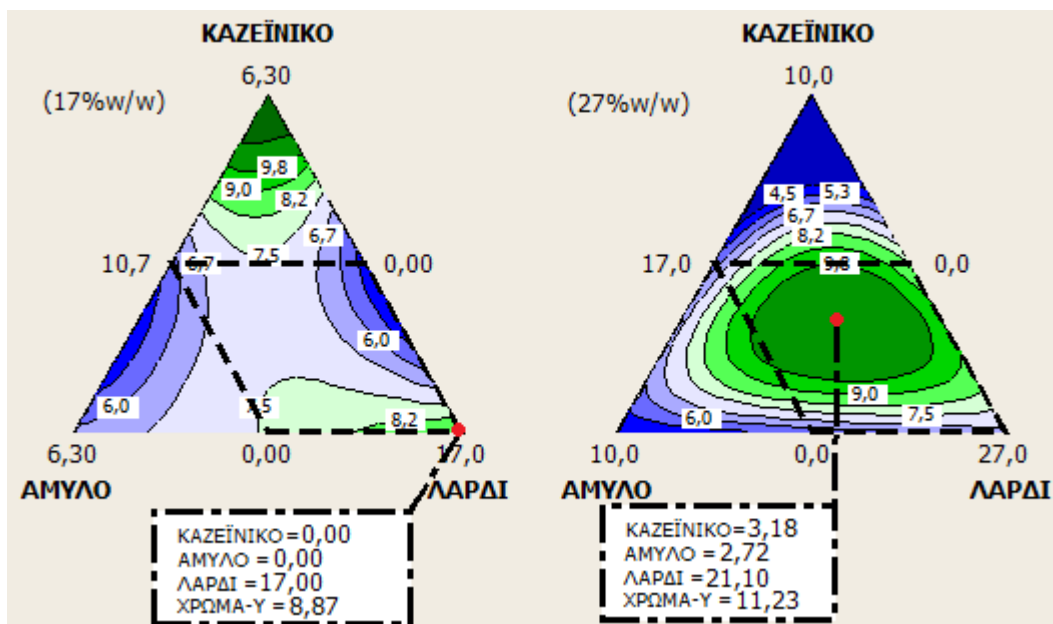 ΚΑΖΕΪΝΙΚΟ
6,30
(17%w/w)
9,8
9,0
8,2
6,7
7,5
6,7
10,7
0,00
6,0
6,0
7,5
8,2
6,30
0,00
17,0
ΑΜΥΛΟ
ΛΑΡΔΙ
ΚΑΖΕΪΝΙΚΟ=0,00
ΑΜΥΛΟ =0,00
ΛΑΡΔΙ =17,00
ΧΡΩΜΑ-Υ =8,87
ΚΑΖΕΪΝΙΚΟ
10,0
(27%w/w)
4,5
5,3
6,7
8,2
9,8
17,0
0,0
9,0
7,5
6,0
10,0
0,0
27,0
ΑΜΥΛΟ
ΛΑΡΔΙ
ΚΑΖΕΪΝΙΚΟ=3,18
ΑΜΥΛΟ =2,72
ΛΑΡΔΙ =21,10
ΧΡΩΜΑ-Υ =11,23